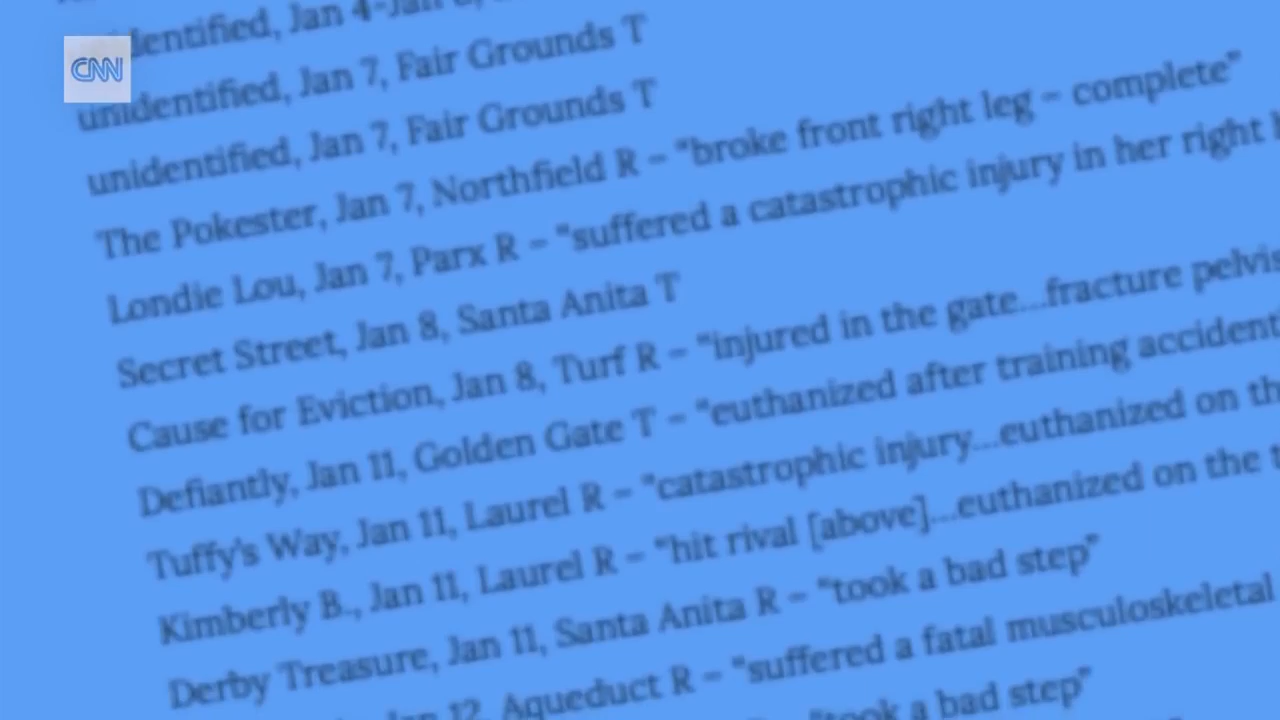 unidentified, Jan 4-Jan
CNN
unidentified, Jan 7, Fair Grounds T
unidentified, Jan 7, Fair Grounds T
The Pokester, Jan 7, Northfield R – “broke front right leg – complete”
Londie Lou, Jan 7, Parx R – “suffered a catastrophic injury in her right
Secret Street, Jan 8, Santa Anita T
Cause for Eviction, Jan 8, Turf R – “injured in the gate...fracture pelvis
Defiantly, Jan 11, Golden Gate T – “euthanized after training accident
Tuffy's Way, Jan 11, Laurel R – “catastrophic injury...euthanized on th
Kimberly B., Jan 11, Laurel R – “hit rival [above]...euthanized on the t
Derby Treasure, Jan 11, Santa Anita R – “took a bad step”
Jan 12, Aqueduct R – “suffered a fatal musculoskeletal
“took a bad step”